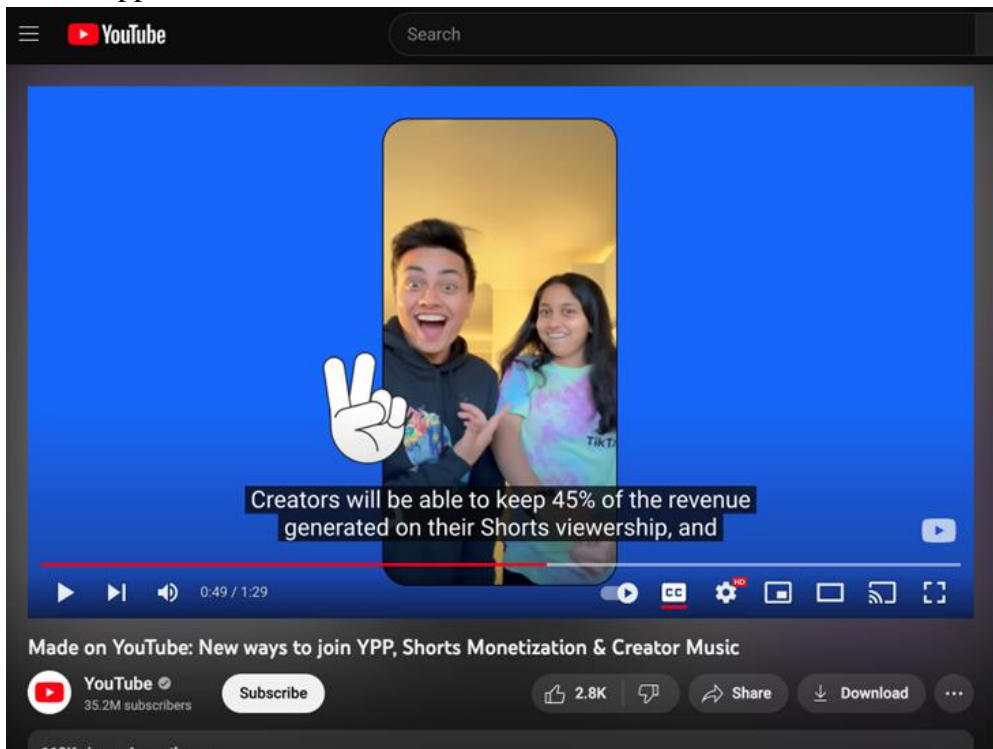 YouTube
Search
TikT
Creators will be able to keep 45% of the revenue
generated on their Shorts viewership, and
0:49 / 1:29
CC
HD
Made on YouTube: New ways to join YPP, Shorts Monetization & Creator Music
YouTube
35.2M subscribers
Subscribe
2.8K
Share
Download